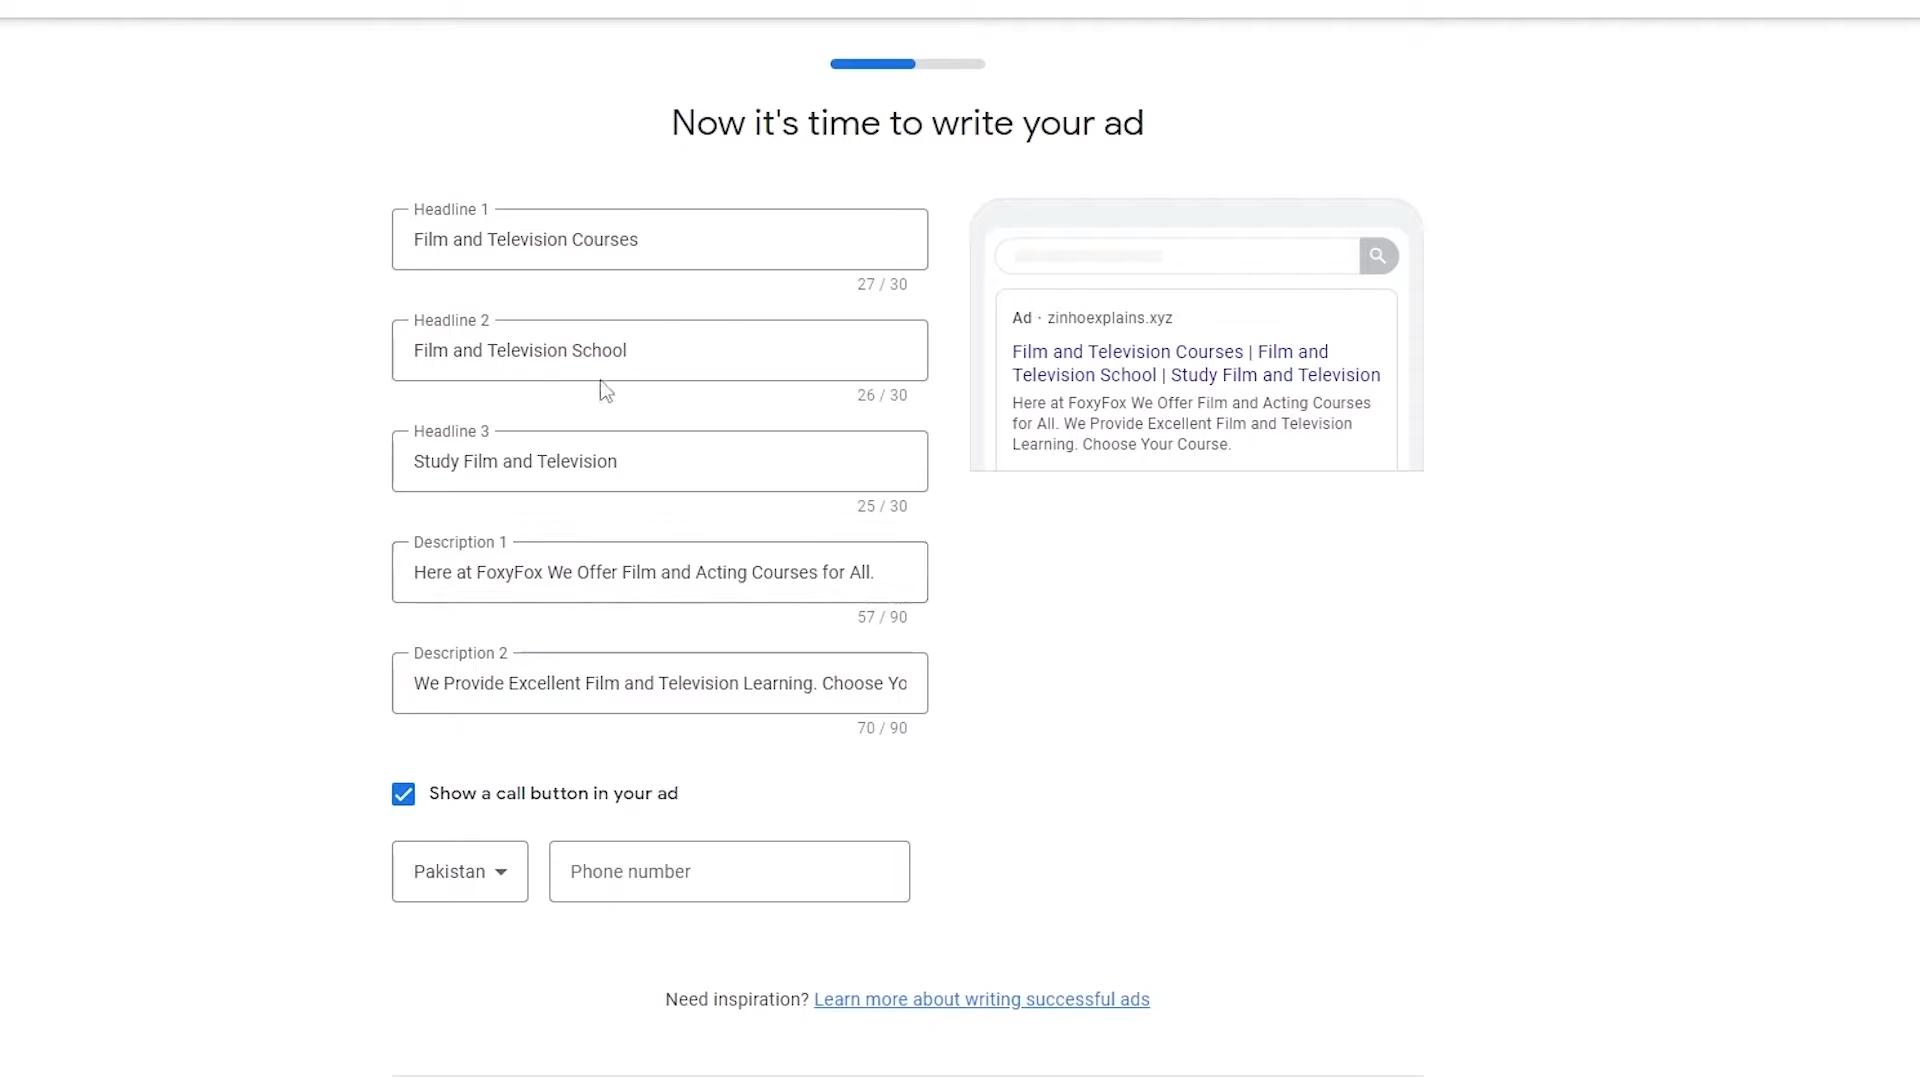 Now it's time to write your ad
Headline 1
Film and Television Courses
27 / 30
Headline 2
Film and Television School
26 / 30
Headline 3
Study Film and Television
25 / 30
Description 1
Here at FoxyFox We Offer Film and Acting Courses for All.
57 / 90
Description 2
We Provide Excellent Film and Television Learning. Choose Yo
70 / 90
Show a call button in your ad
Pakistan
Phone number
Ad · zinhoexplains.xyz
Film and Television Courses | Film and
Television School | Study Film and Television
Here at FoxyFox We Offer Film and Acting Courses
for All. We Provide Excellent Film and Television
Learning. Choose Your Course.
Need inspiration? Learn more about writing successful ads